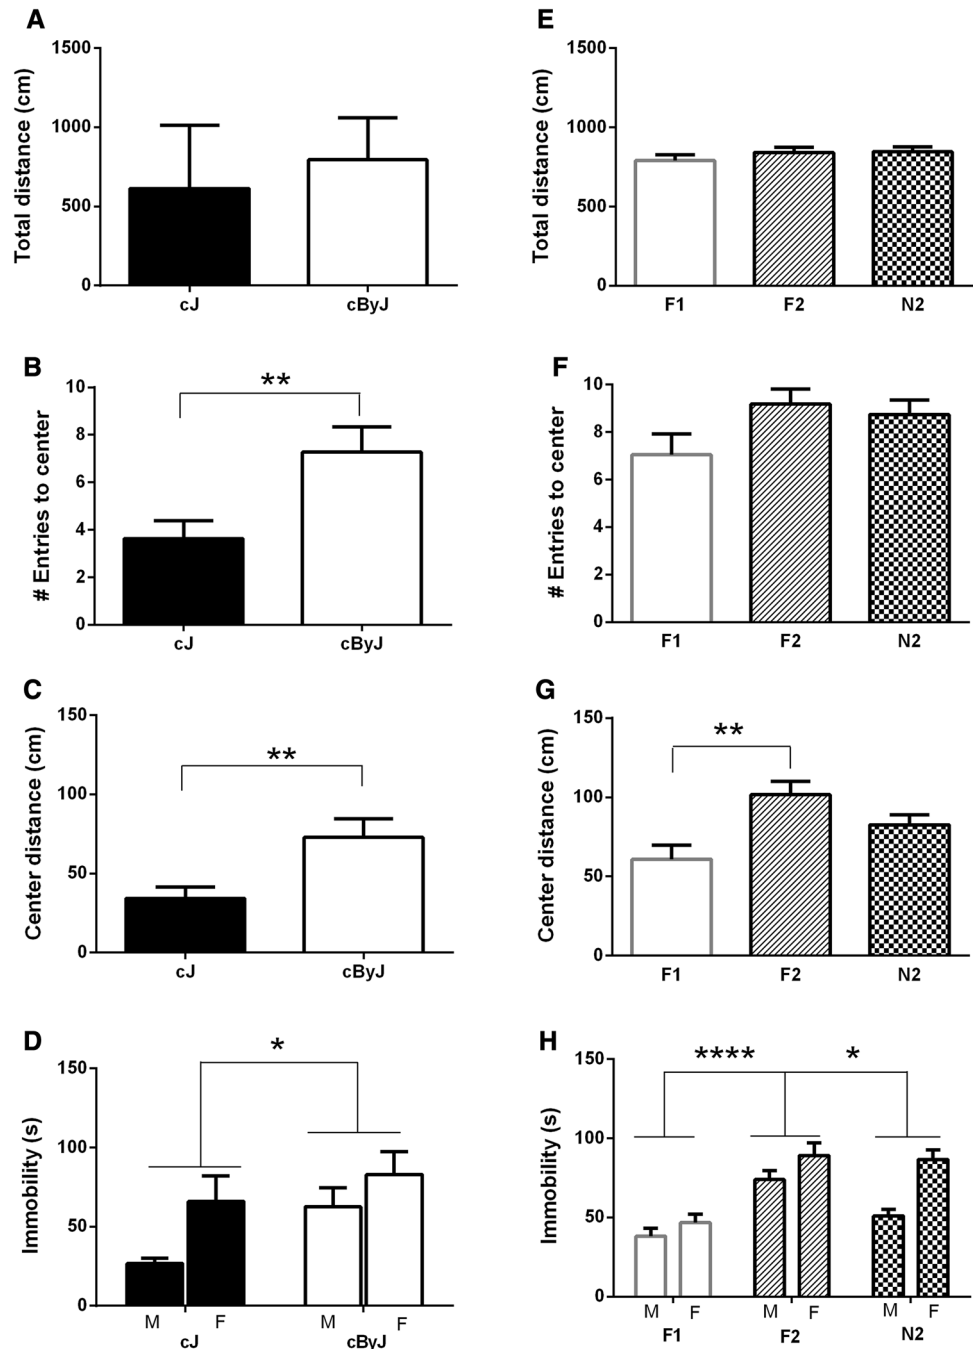 A
Total distance (cm)
1500
1000
500
0
cJ
cByJ
B
# Entries to center
10
8
6
4
2
0
**
cJ
cByJ
C
Center distance (cm)
150
100
50
0
**
cJ
cByJ
D
Immobility (s)
150
100
50
0
*
M F M F
cJ
cByJ
E
Total distance (cm)
1500
1000
500
0
F1
F2
N2
F
# Entries to center
10
8
6
4
2
0
F1
F2
N2
G
Center distance (cm)
150
100
50
0
**
F1
F2
N2
H
Immobility (s)
150
100
50
0
**** *
M F M F M F
F1
F2
N2